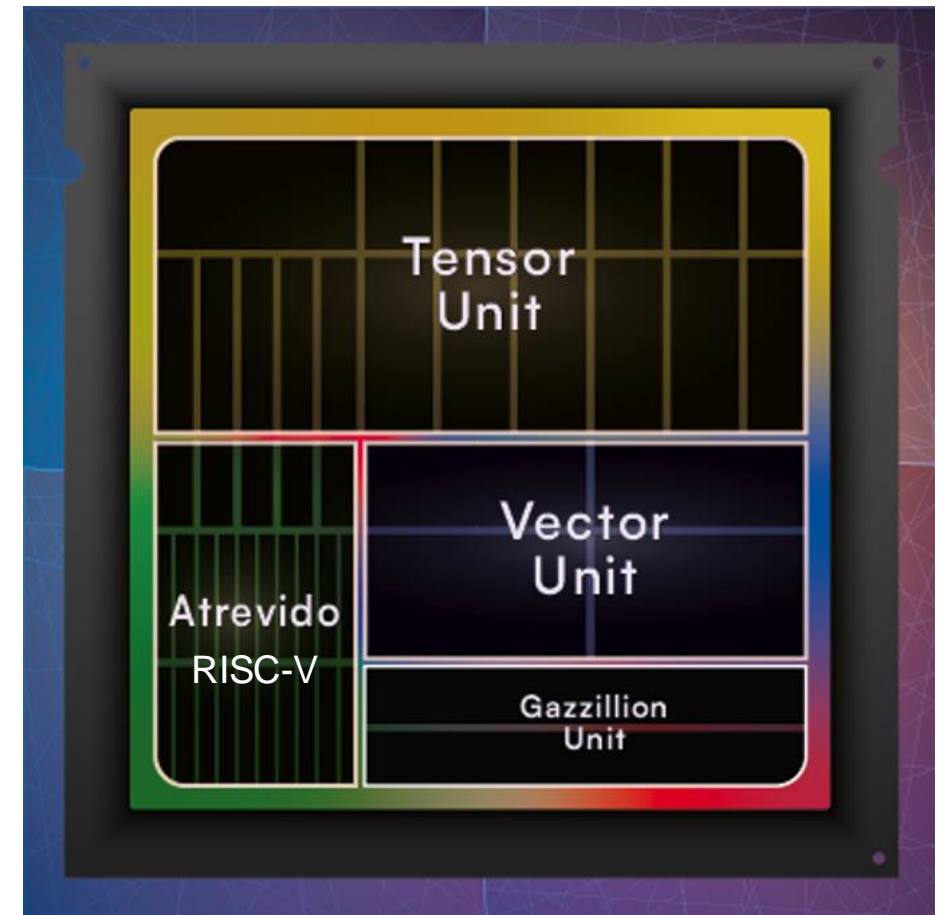 Tensor
Unit
Vector
Unit
Atrevido
RISC-V
Gazzillion
Unit